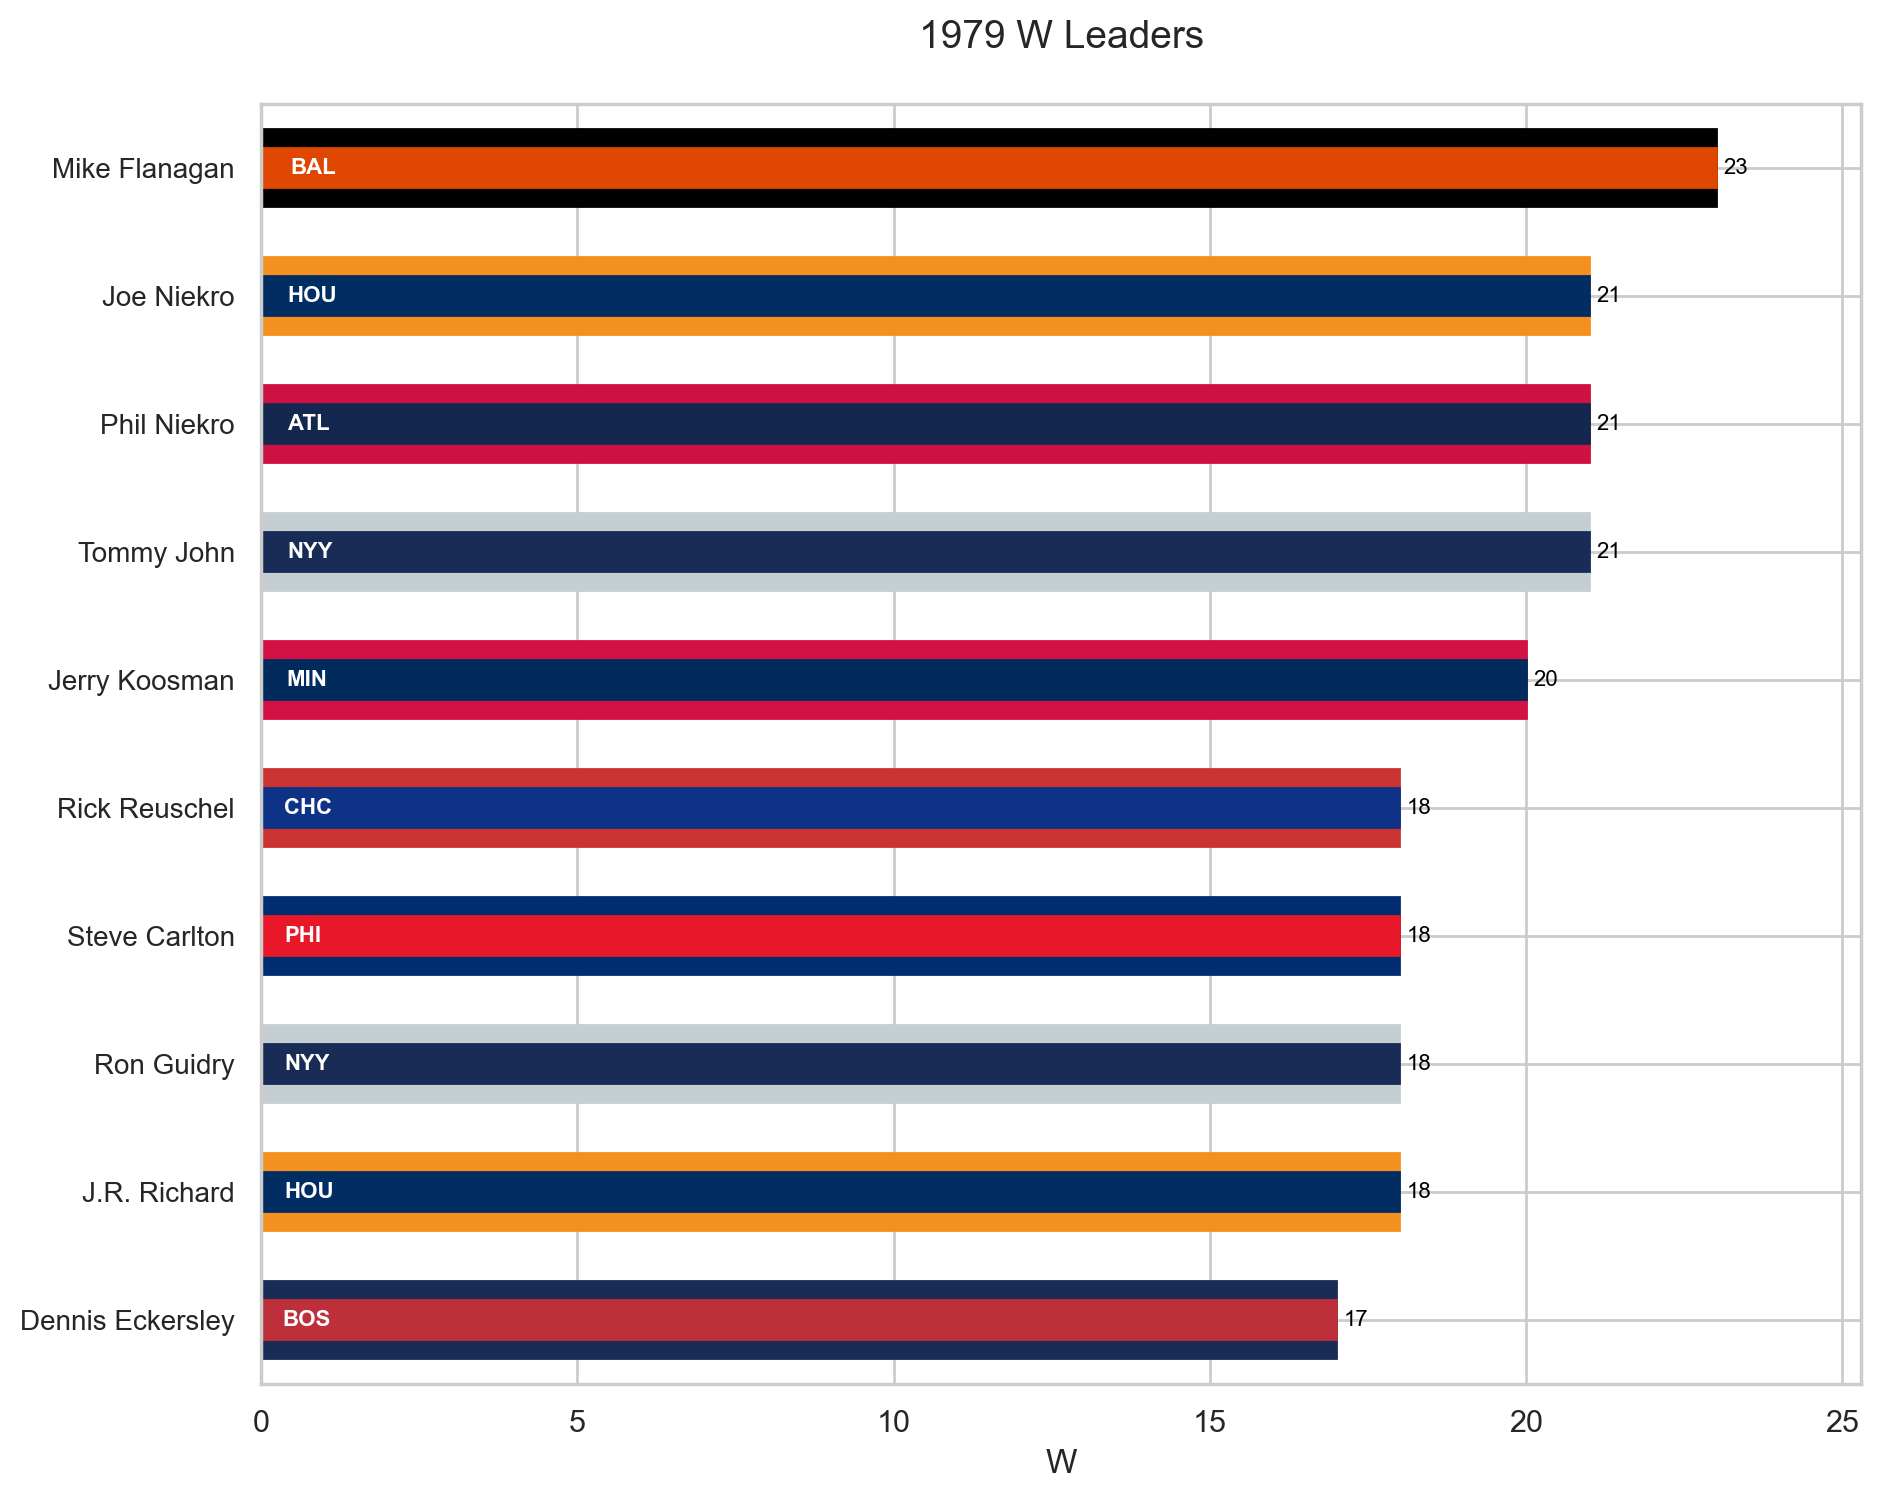 1979 W Leaders
Mike Flanagan BAL 23
Joe Niekro HOU 21
Phil Niekro ATL 21
Tommy John NYY 21
Jerry Koosman MIN 20
Rick Reuschel CHC 18
Steve Carlton PHI 18
Ron Guidry NYY 18
J.R. Richard HOU 18
Dennis Eckersley BOS 17
0 5 10 15 20 25
W